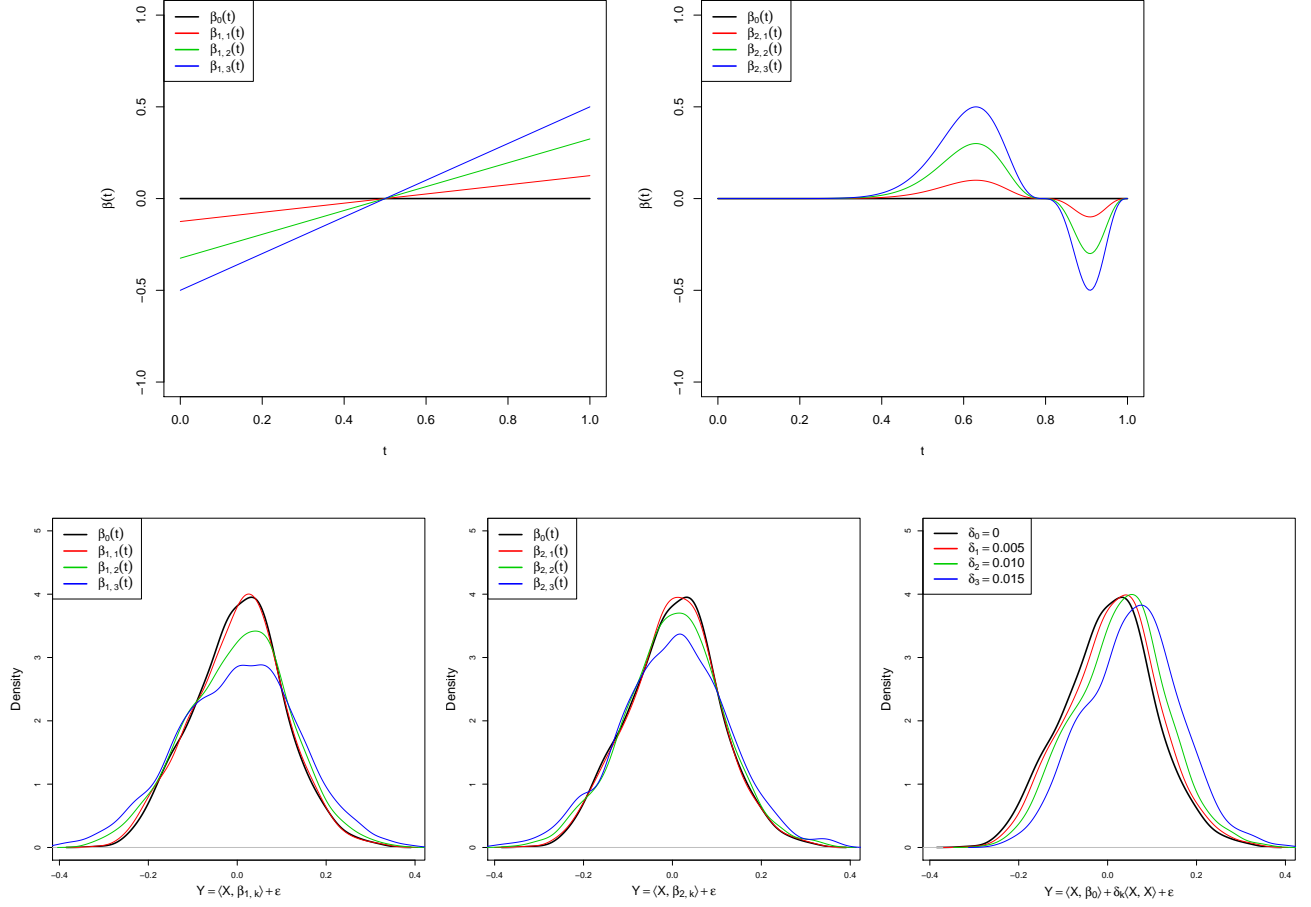 β₀(t)
β₁,₁(t)
β₁,₂(t)
β₁,₃(t)
1.0
0.5
0.0
−0.5
−1.0
β(t)
0.0 0.2 0.4 0.6 0.8 1.0
t
β₀(t)
β₂,₁(t)
β₂,₂(t)
β₂,₃(t)
1.0
0.5
0.0
−0.5
−1.0
β(t)
0.0 0.2 0.4 0.6 0.8 1.0
t
β₀(t)
β₁,₁(t)
β₁,₂(t)
β₁,₃(t)
5
4
3
2
1
0
Density
−0.4 −0.2 0.0 0.2 0.4
Y = ⟨X, β₁,ₖ⟩ + ε
β₀(t)
β₂,₁(t)
β₂,₂(t)
β₂,₃(t)
5
4
3
2
1
0
Density
−0.4 −0.2 0.0 0.2 0.4
Y = ⟨X, β₂,ₖ⟩ + ε
δ₀ = 0
δ₁ = 0.005
δ₂ = 0.010
δ₃ = 0.015
5
4
3
2
1
0
Density
−0.4 −0.2 0.0 0.2 0.4
Y = ⟨X, β₀⟩ + δₖ⟨X, X⟩ + ε